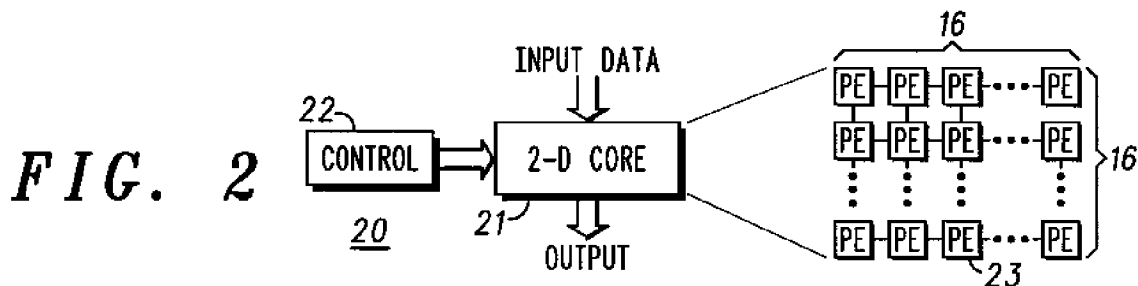 FIG. 2
22
CONTROL
20
INPUT DATA
2-D CORE
21
OUTPUT
16
PE PE PE PE
PE PE PE PE
16
PE PE PE PE
23